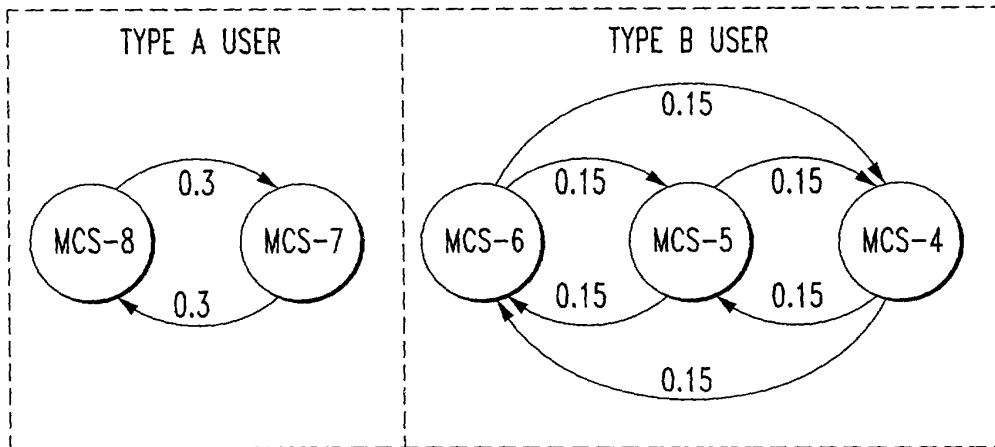 TYPE A USER
MCS-8
0.3
0.3
MCS-7
TYPE B USER
0.15
0.15
0.15
MCS-6
MCS-5
MCS-4
0.15
0.15
0.15